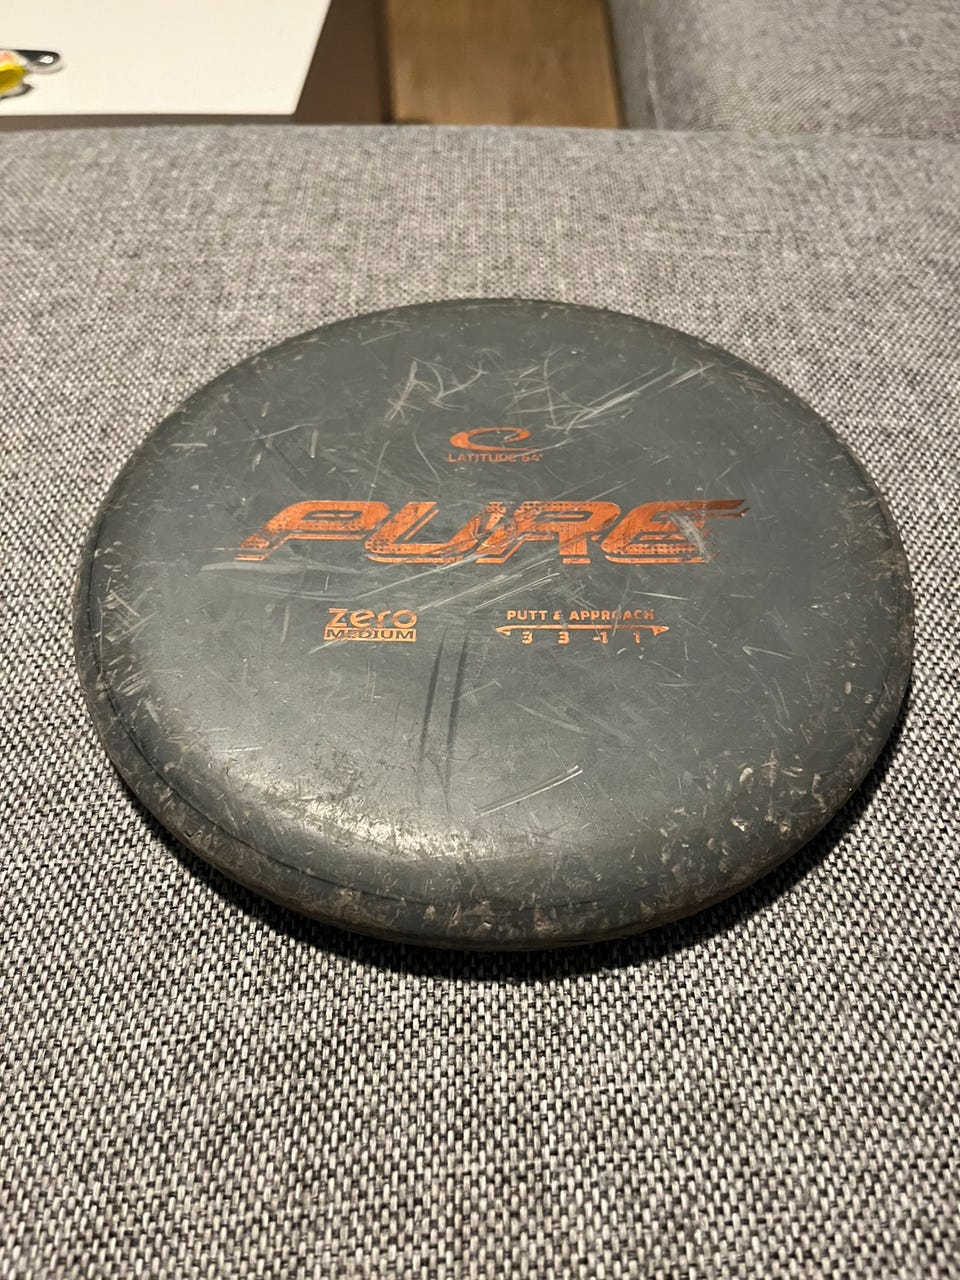 LATITUDE 64°
PURE
zero
MEDIUM
PUTT & APPROACH
3 3 -1 1